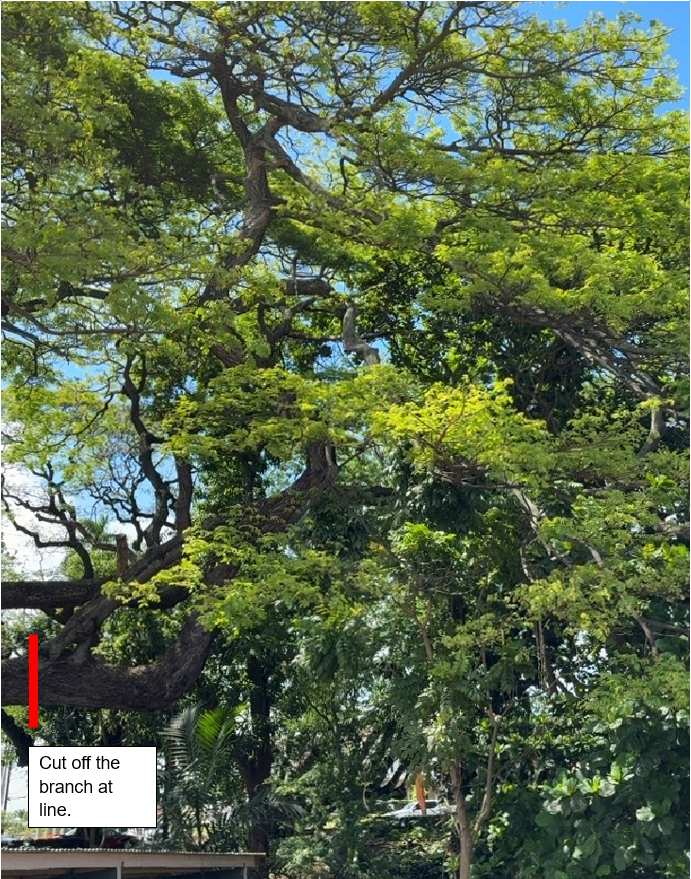 Cut off the
branch at
line.